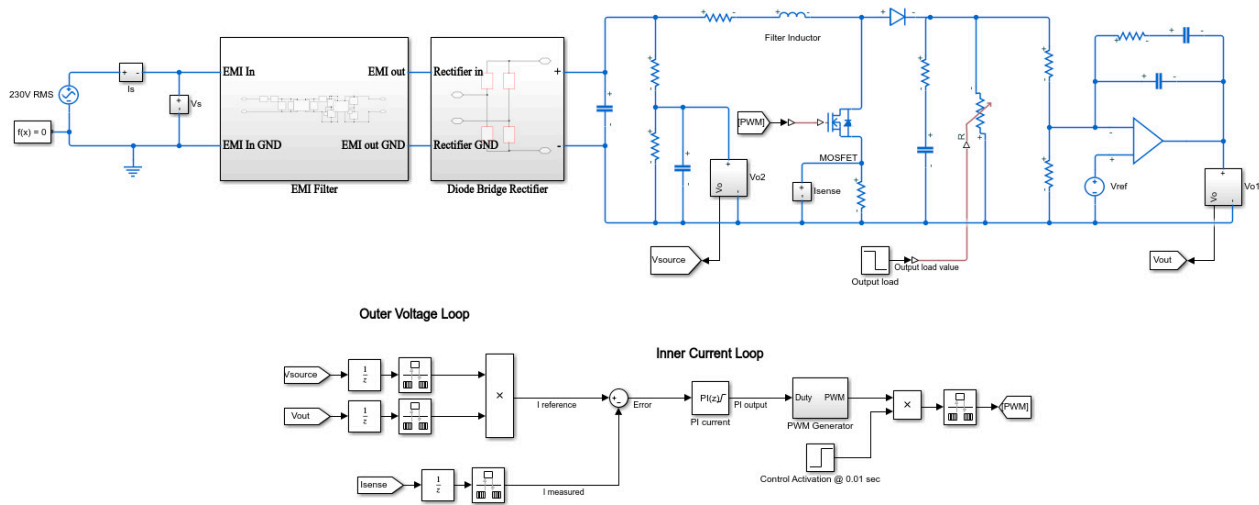 Filter Inductor
230V RMS
f(x) = 0
Is
Vs
EMI In
EMI In GND
EMI out
EMI out GND
EMI Filter
Rectifier in
Rectifier GND
+
-
Diode Bridge Rectifier
Vo
Vo2
Vsource
[PWM]
MOSFET
Isense
R
Output load
Output load value
Vref
Vo
Vo1
Vout
Outer Voltage Loop
Inner Current Loop
Vsource
1
z
Vout
1
z
×
I reference
Error
PI(z)
PI current
PI output
Duty PWM
PWM Generator
×
[PWM]
Control Activation @ 0.01 sec
Isense
1
z
I measured